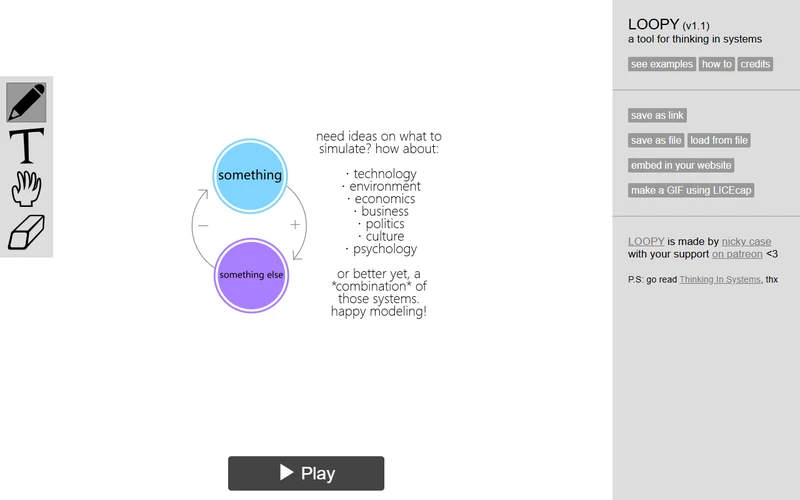 LOOPY (v1.1)
a tool for thinking in systems
see examples how to credits
save as link
save as file load from file
embed in your website
make a GIF using LICEcap
LOOPY is made by nicky case
with your support on patreon <3
P.S: go read Thinking In Systems, thx
T
need ideas on what to
simulate? how about:
· technology
· environment
· economics
· business
· politics
· culture
· psychology
or better yet, a
*combination* of
those systems.
happy modeling!
something
− +
something else
Play